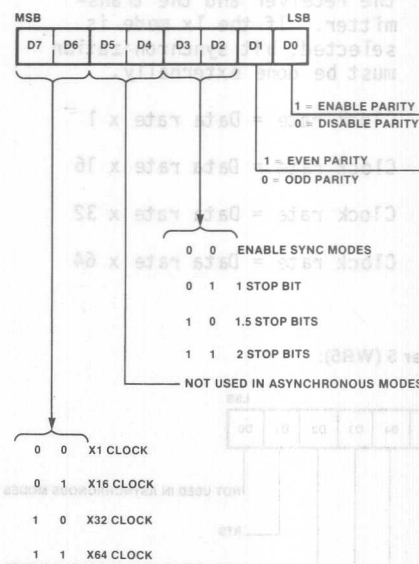 MSB LSB
D7 D6 D5 D4 D3 D2 D1 D0
1 = ENABLE PARITY
0 = DISABLE PARITY
1 = EVEN PARITY
0 = ODD PARITY
0 0 ENABLE SYNC MODES
0 1 1 STOP BIT
1 0 1.5 STOP BITS
1 1 2 STOP BITS
NOT USED IN ASYNCHRONOUS MODES
0 0 X1 CLOCK
0 1 X16 CLOCK
1 0 X32 CLOCK
1 1 X64 CLOCK